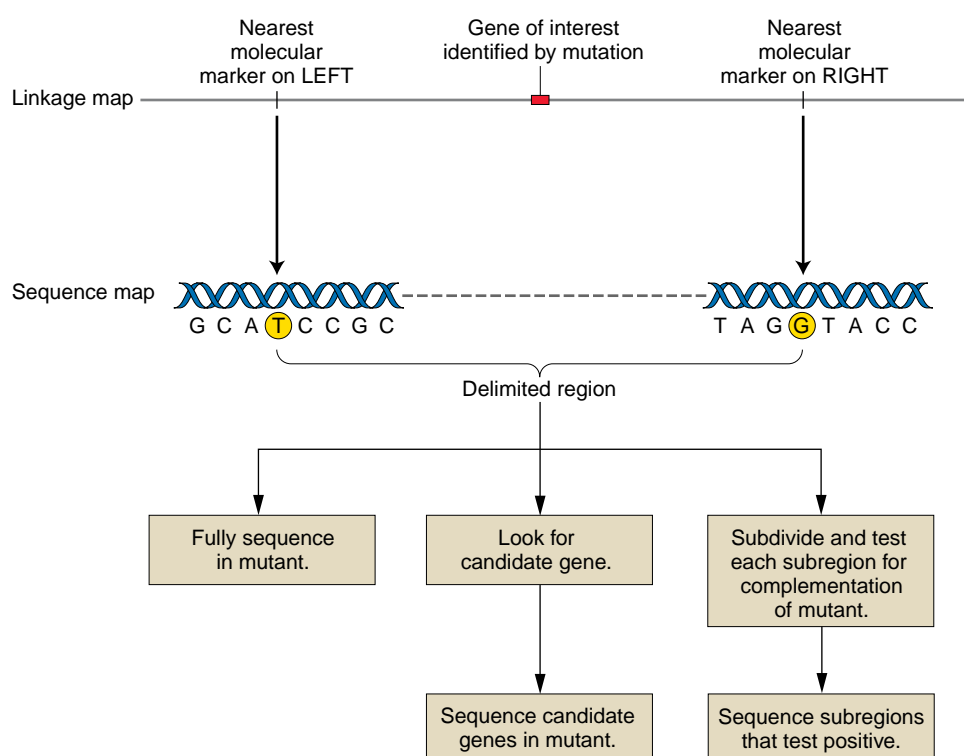 Nearest
molecular
marker on LEFT
Gene of interest
identified by mutation
Nearest
molecular
marker on RIGHT
Linkage map
Sequence map
G C A T C C G C
T A G G T A C C
Delimited region
Fully sequence
in mutant.
Look for
candidate gene.
Subdivide and test
each subregion for
complementation
of mutant.
Sequence candidate
genes in mutant.
Sequence subregions
that test positive.